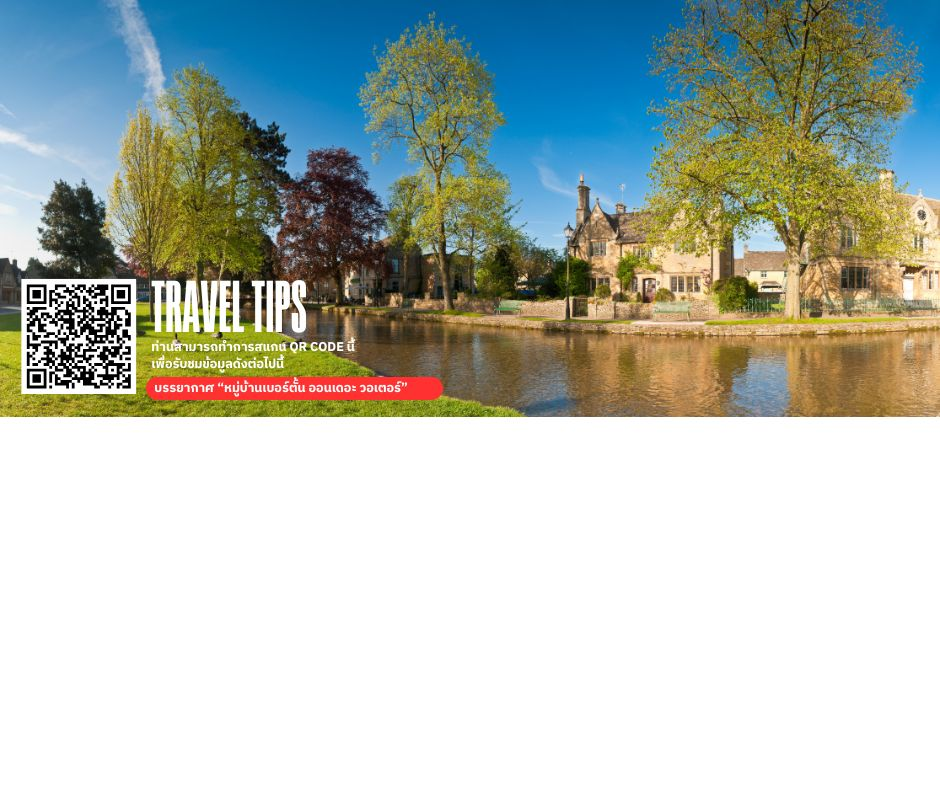 TRAVEL TIPS
ท่านสามารถทำการสแกน QR CODE นี้
เพื่อรับชมข้อมูลดังต่อไปนี้
บรรยากาศ “หมู่บ้านเบอร์ตั้น ออนเดอะ วอเตอร์”